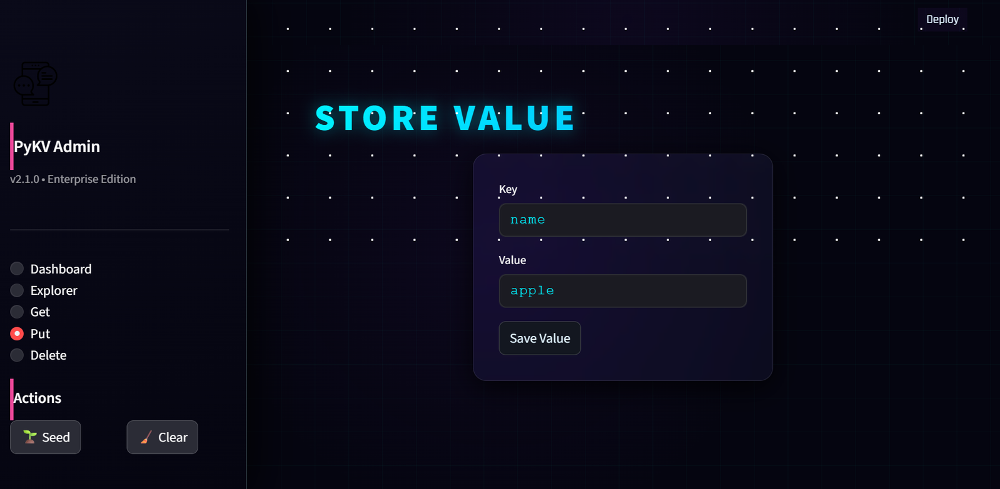 Deploy
PyKV Admin
v2.1.0 • Enterprise Edition
Dashboard
Explorer
Get
Put
Delete
Actions
Seed
Clear
STORE VALUE
Key
name
Value
apple
Save Value